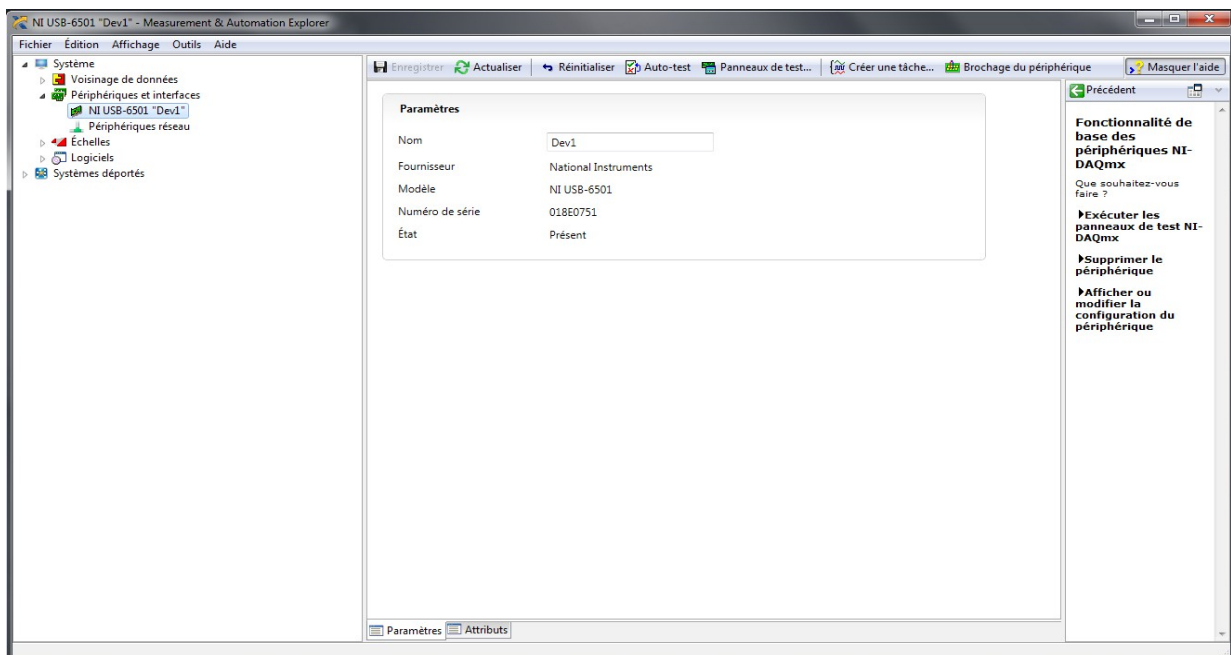 NI USB-6501 "Dev1" - Measurement & Automation Explorer
Fichier Édition Affichage Outils Aide
Système
Voisinage de données
Périphériques et interfaces
NI USB-6501 "Dev1"
Périphériques réseau
Échelles
Logiciels
Systèmes déportés
Enregistrer Actualiser Réinitialiser Auto-test Panneaux de test... Créer une tâche... Brochage du périphérique Masquer l'aide
Paramètres
Nom Dev1
Fournisseur National Instruments
Modèle NI USB-6501
Numéro de série 018E0751
État Présent
Paramètres Attributs
Précédent
Fonctionnalité de
base des
périphériques NI-
DAQmx
Que souhaitez-vous
faire ?
Exécuter les
panneaux de test NI-
DAQmx
Supprimer le
périphérique
Afficher ou
modifier la
configuration du
périphérique